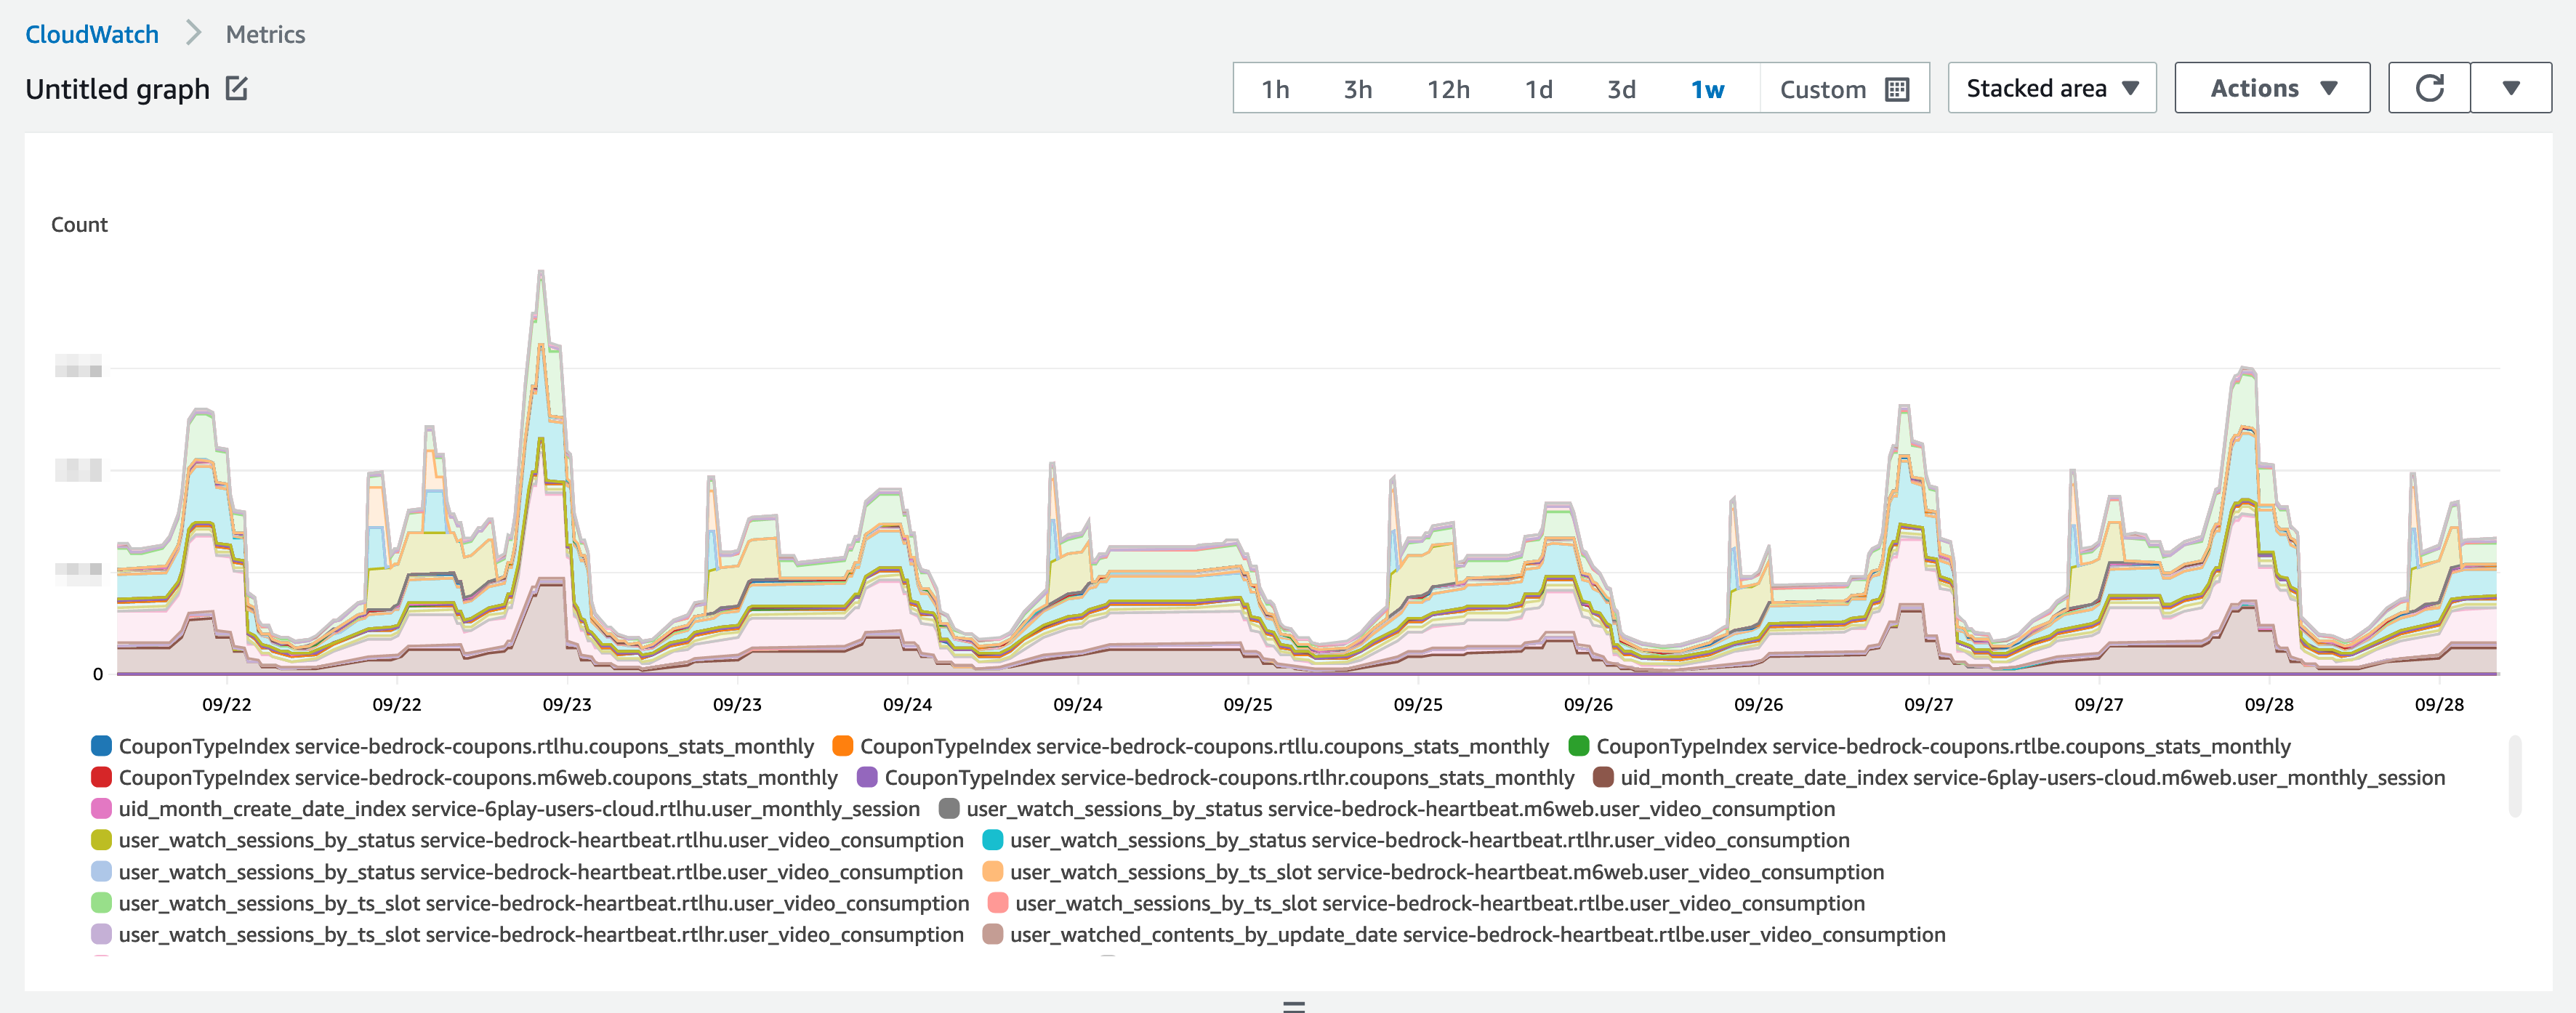 CloudWatch > Metrics
Untitled graph
1h 3h 12h 1d 3d 1w Custom Stacked area Actions
Count
0
09/22 09/22 09/23 09/23 09/24 09/24 09/25 09/25 09/26 09/26 09/27 09/27 09/28 09/28
CouponTypeIndex service-bedrock-coupons.rtlhu.coupons_stats_monthly CouponTypeIndex service-bedrock-coupons.rtllu.coupons_stats_monthly CouponTypeIndex service-bedrock-coupons.rtlbe.coupons_stats_monthly
CouponTypeIndex service-bedrock-coupons.m6web.coupons_stats_monthly CouponTypeIndex service-bedrock-coupons.rtlhr.coupons_stats_monthly uid_month_create_date_index service-6play-users-cloud.m6web.user_monthly_session
uid_month_create_date_index service-6play-users-cloud.rtlhu.user_monthly_session user_watch_sessions_by_status service-bedrock-heartbeat.m6web.user_video_consumption
user_watch_sessions_by_status service-bedrock-heartbeat.rtlhu.user_video_consumption user_watch_sessions_by_status service-bedrock-heartbeat.rtlhr.user_video_consumption
user_watch_sessions_by_status service-bedrock-heartbeat.rtlbe.user_video_consumption user_watch_sessions_by_ts_slot service-bedrock-heartbeat.m6web.user_video_consumption
user_watch_sessions_by_ts_slot service-bedrock-heartbeat.rtlhu.user_video_consumption user_watch_sessions_by_ts_slot service-bedrock-heartbeat.rtlbe.user_video_consumption
user_watch_sessions_by_ts_slot service-bedrock-heartbeat.rtlhr.user_video_consumption user_watched_contents_by_update_date service-bedrock-heartbeat.rtlbe.user_video_consumption